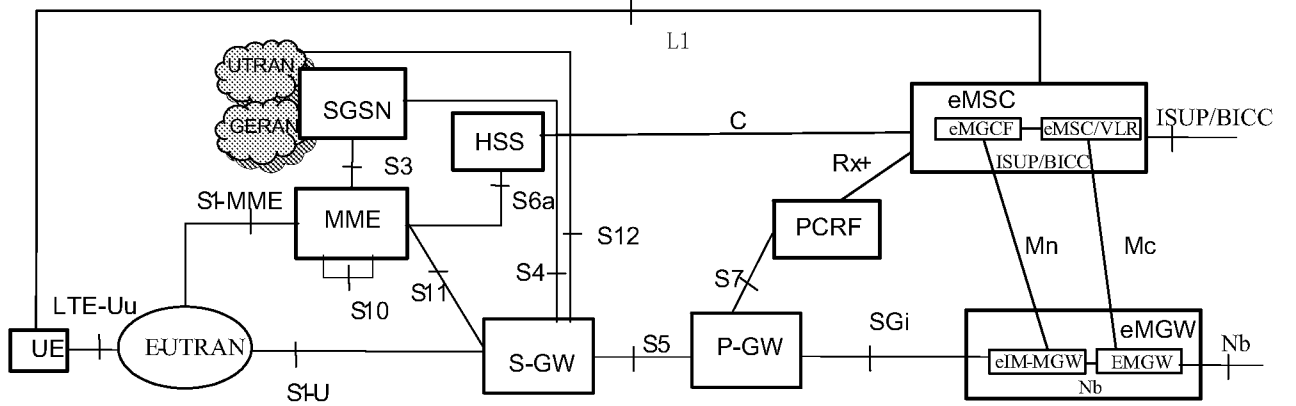 L1
UTRAN
SGSN
GERAN
HSS
C
eMSC
eMGCF
eMSC/VLR
ISUP/BICC
ISUP/BICC
Rx+
S3
S6a
S1-MME
MME
PCRF
S12
Mn
Mc
S10
S11
S4
S7
LTE-Uu
SGi
eMGW
UE
E-UTRAN
S-GW
S5
P-GW
eIM-MGW
EMGW
Nb
Nb
S1-U